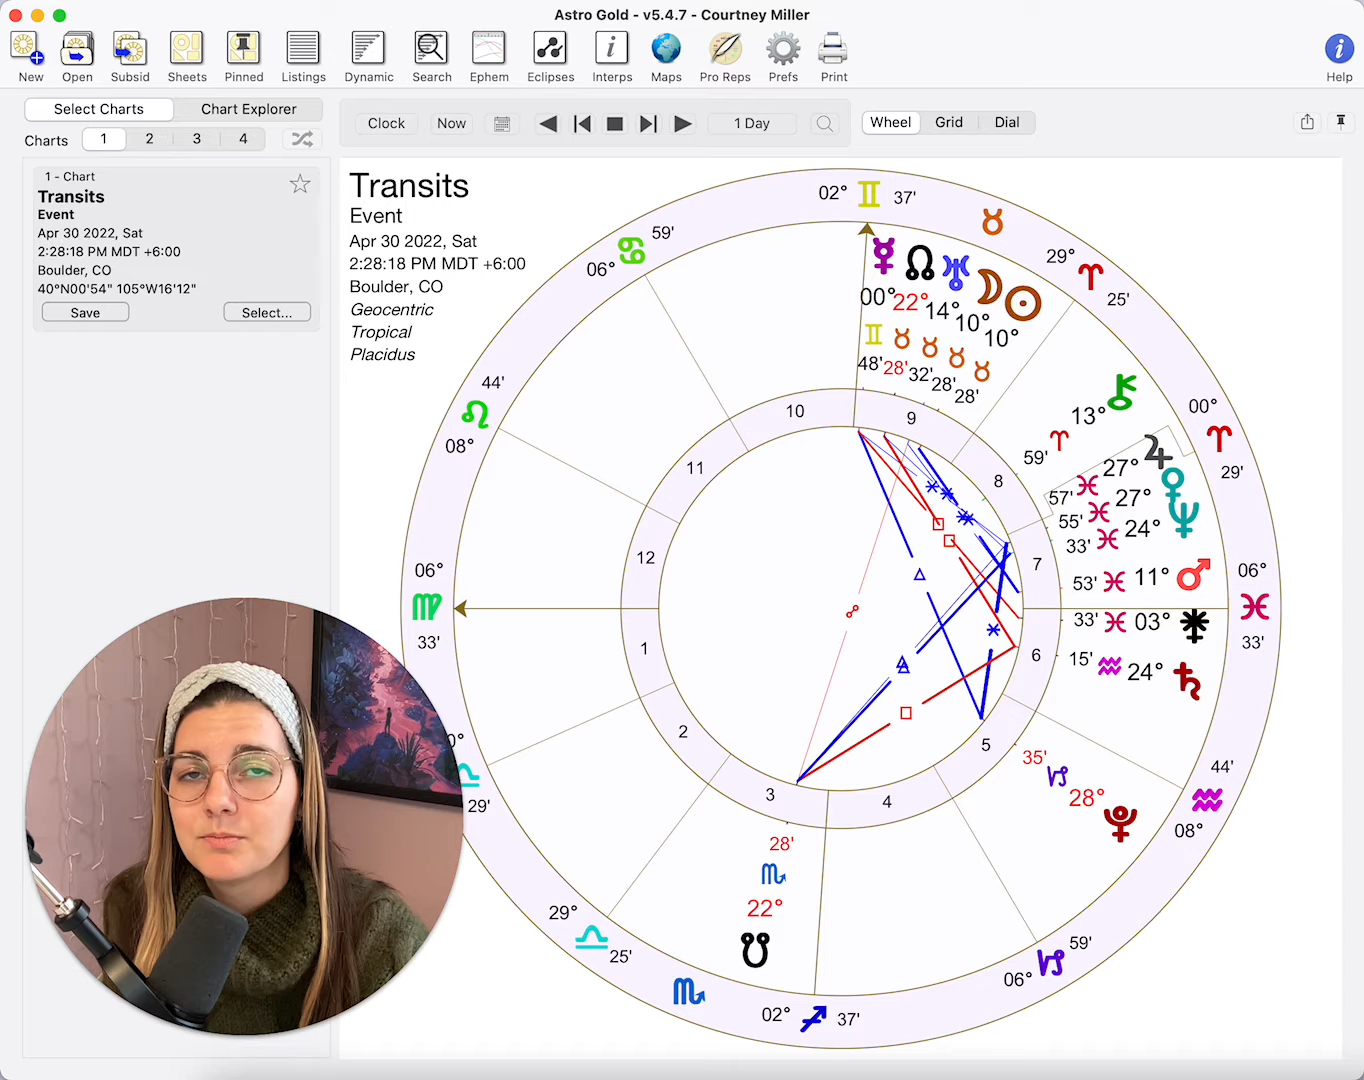 Astro Gold - v5.4.7 - Courtney Miller
New Open Subsid Sheets Pinned Listings Dynamic Search Ephem Eclipses Interps Maps Pro Reps Prefs Print Help
Select Charts Chart Explorer
Charts 1 2 3 4
Clock Now 1 Day Wheel Grid Dial
1 - Chart
Transits
Event
Apr 30 2022, Sat
2:28:18 PM MDT +6:00
Boulder, CO
40°N00'54" 105°W16'12"
Save Select...
Transits
Event
Apr 30 2022, Sat
2:28:18 PM MDT +6:00
Boulder, CO
Geocentric
Tropical
Placidus
02° ♊ 37'
♉
29° ♈ 25'
06° ♋ 59'
44' ♌ 08°
06° ♍ 33'
0° ♎ 29'
29° ♎ 25'
♏
02° ♐ 37'
06° ♑ 59'
44' ♒ 08°
06° ♓ 33'
00° ♈ 29'
☿ 00° ♊ 48'
☊ 22° ♉ 28'
♅ 14° ♉ 32'
☽ 10° ♉ 28'
☉ 10° ♉ 28'
⚷ 13° ♈ 59'
♃ 27° ♓ 57'
♀ 27° ♓ 55'
♆ 24° ♓ 33'
53' ♓ 11° ♂
33' ♓ 03° ⚵
15' ♒ 24° ♄
35' ♑ 28° ♇
28' ♏ 22° ☋
10
9
11
8
12
7
1
6
2
5
3
4